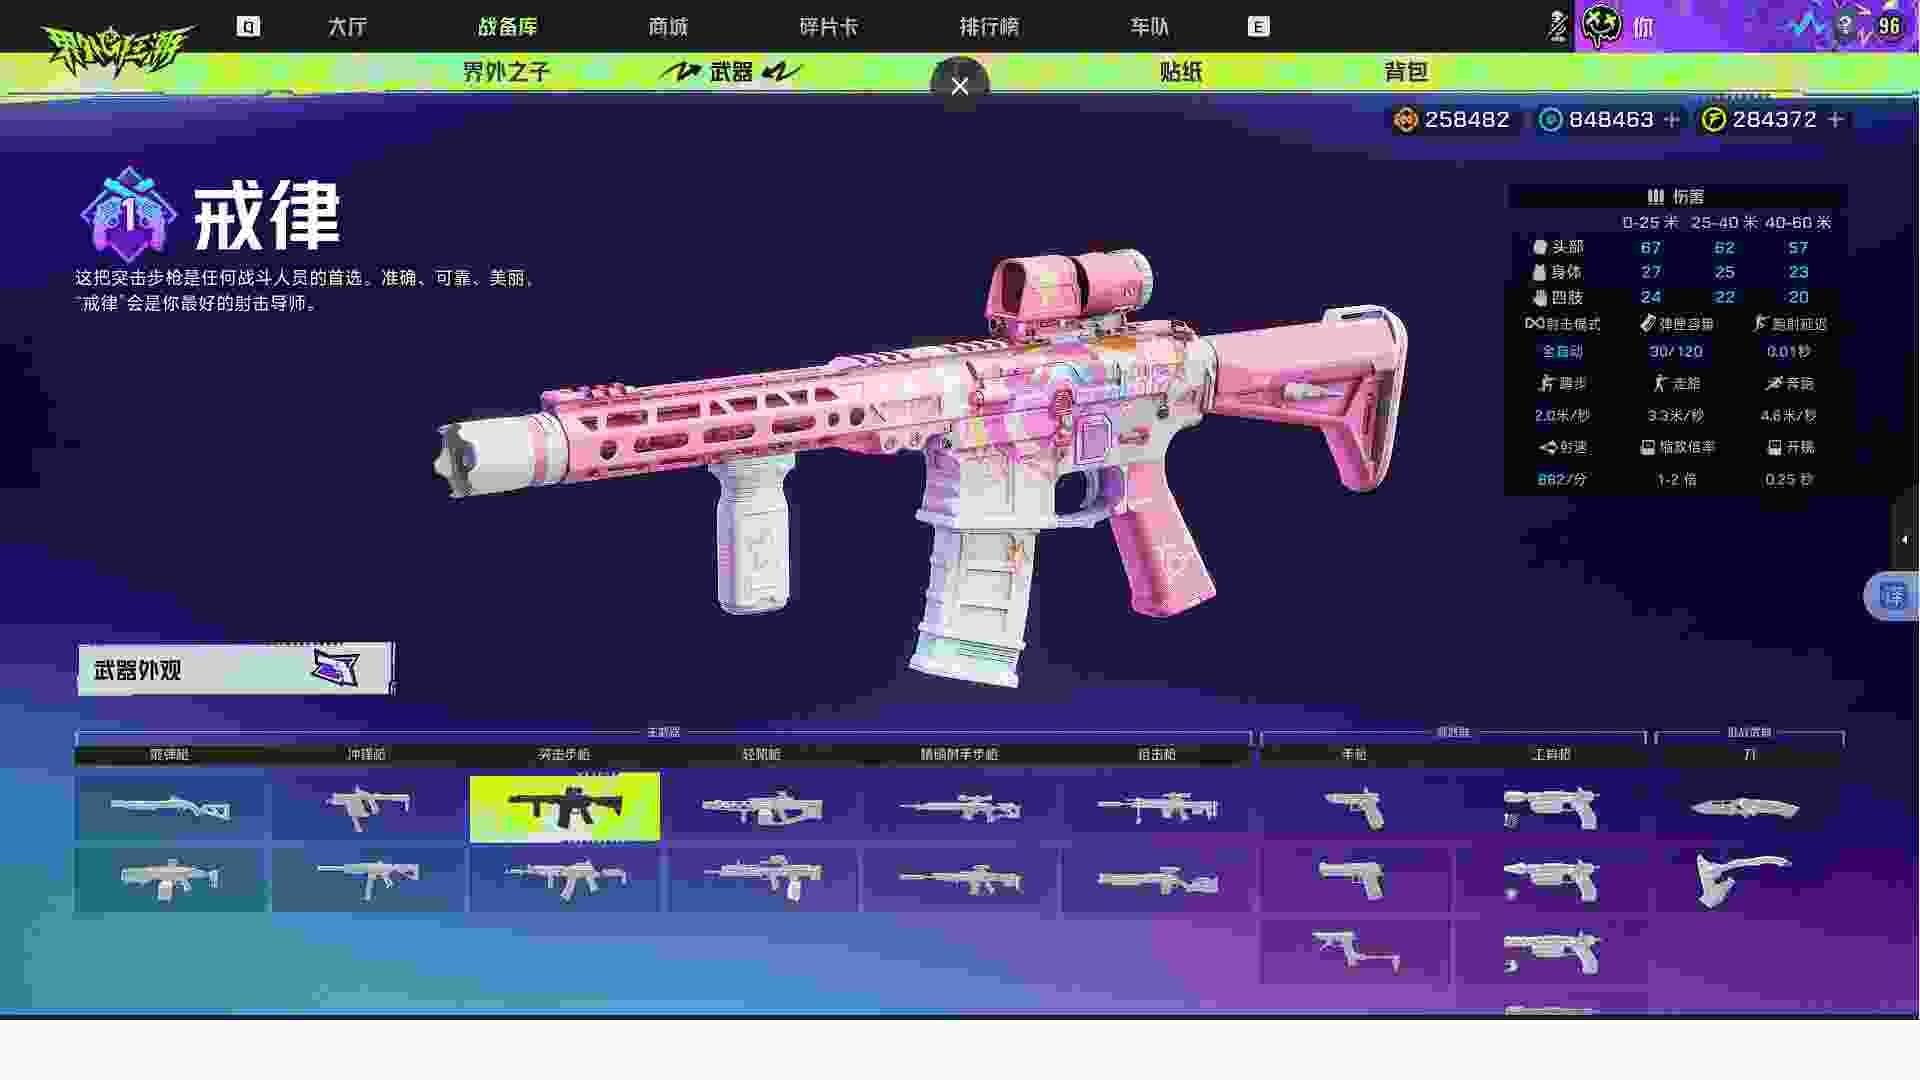 Q
大厅
战备库
商城
碎片卡
排行榜
车队
E
你
96
界外之子
武器
贴纸
背包
258482
848463
284372
1
戒律
这把突击步枪是任何战斗人员的首选。准确、可靠、美丽，
“戒律”会是你最好的射击导师。
伤害
0-25 米 25-40 米 40-60 米
头部 67 62 57
身体 27 25 23
四肢 24 22 20
射击模式 弹匣容量 跑射延迟
全自动 30/120 0.01秒
蹲步 走路 奔跑
2.0米/秒 3.3米/秒 4.6米/秒
射速 缩放倍率 开镜
662/分 1-2 倍 0.25 秒
译
武器外观
主武器
霰弹枪
冲锋枪
突击步枪
轻机枪
精确射手步枪
狙击枪
副武器
手枪
工具枪
近战武器
刀